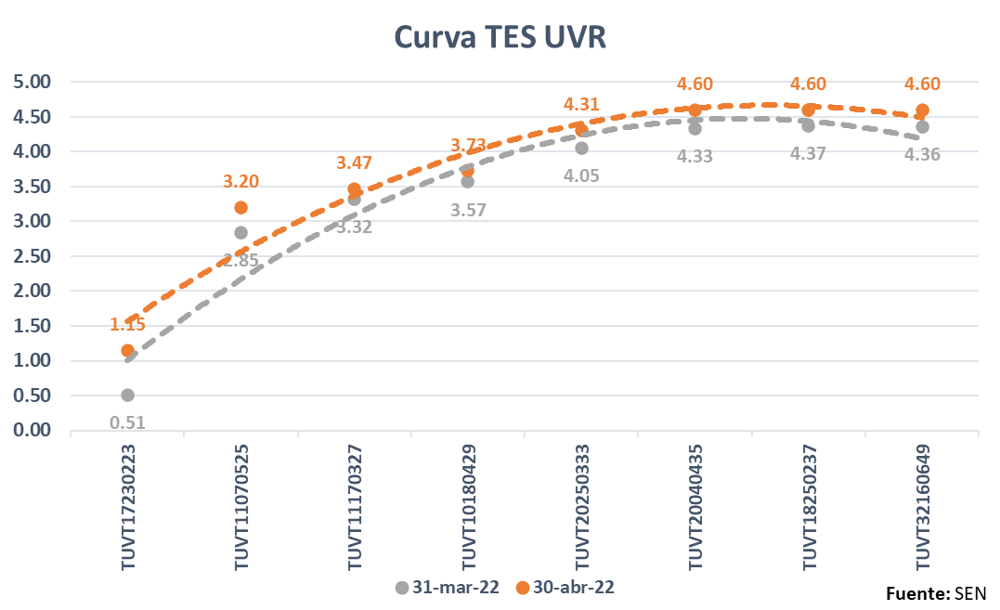 Curva TES UVR
5.00
4.50
4.00
3.50
3.00
2.50
2.00
1.50
1.00
0.50
0.00
1.15
3.20
3.47
3.73
4.31
4.60
4.60
4.60
0.51
2.85
3.32
3.57
4.05
4.33
4.37
4.36
TUVT17230223
TUVT11070525
TUVT11170327
TUVT10180429
TUVT20250333
TUVT20040435
TUVT18250237
TUVT32160649
31-mar-22
30-abr-22
Fuente: SEN